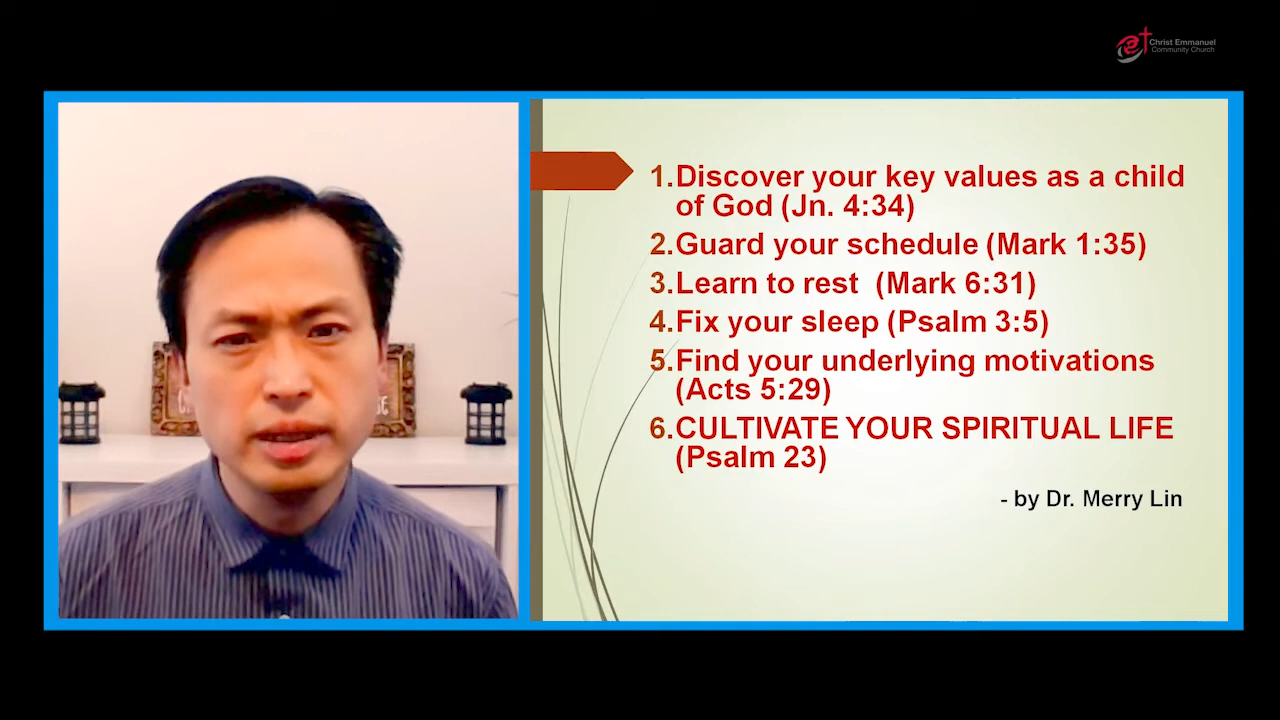 Christ Emmanuel
Community Church
1.Discover your key values as a child
of God (Jn. 4:34)
2.Guard your schedule (Mark 1:35)
3.Learn to rest  (Mark 6:31)
4.Fix your sleep (Psalm 3:5)
5.Find your underlying motivations
(Acts 5:29)
6.CULTIVATE YOUR SPIRITUAL LIFE
(Psalm 23)
- by Dr. Merry Lin